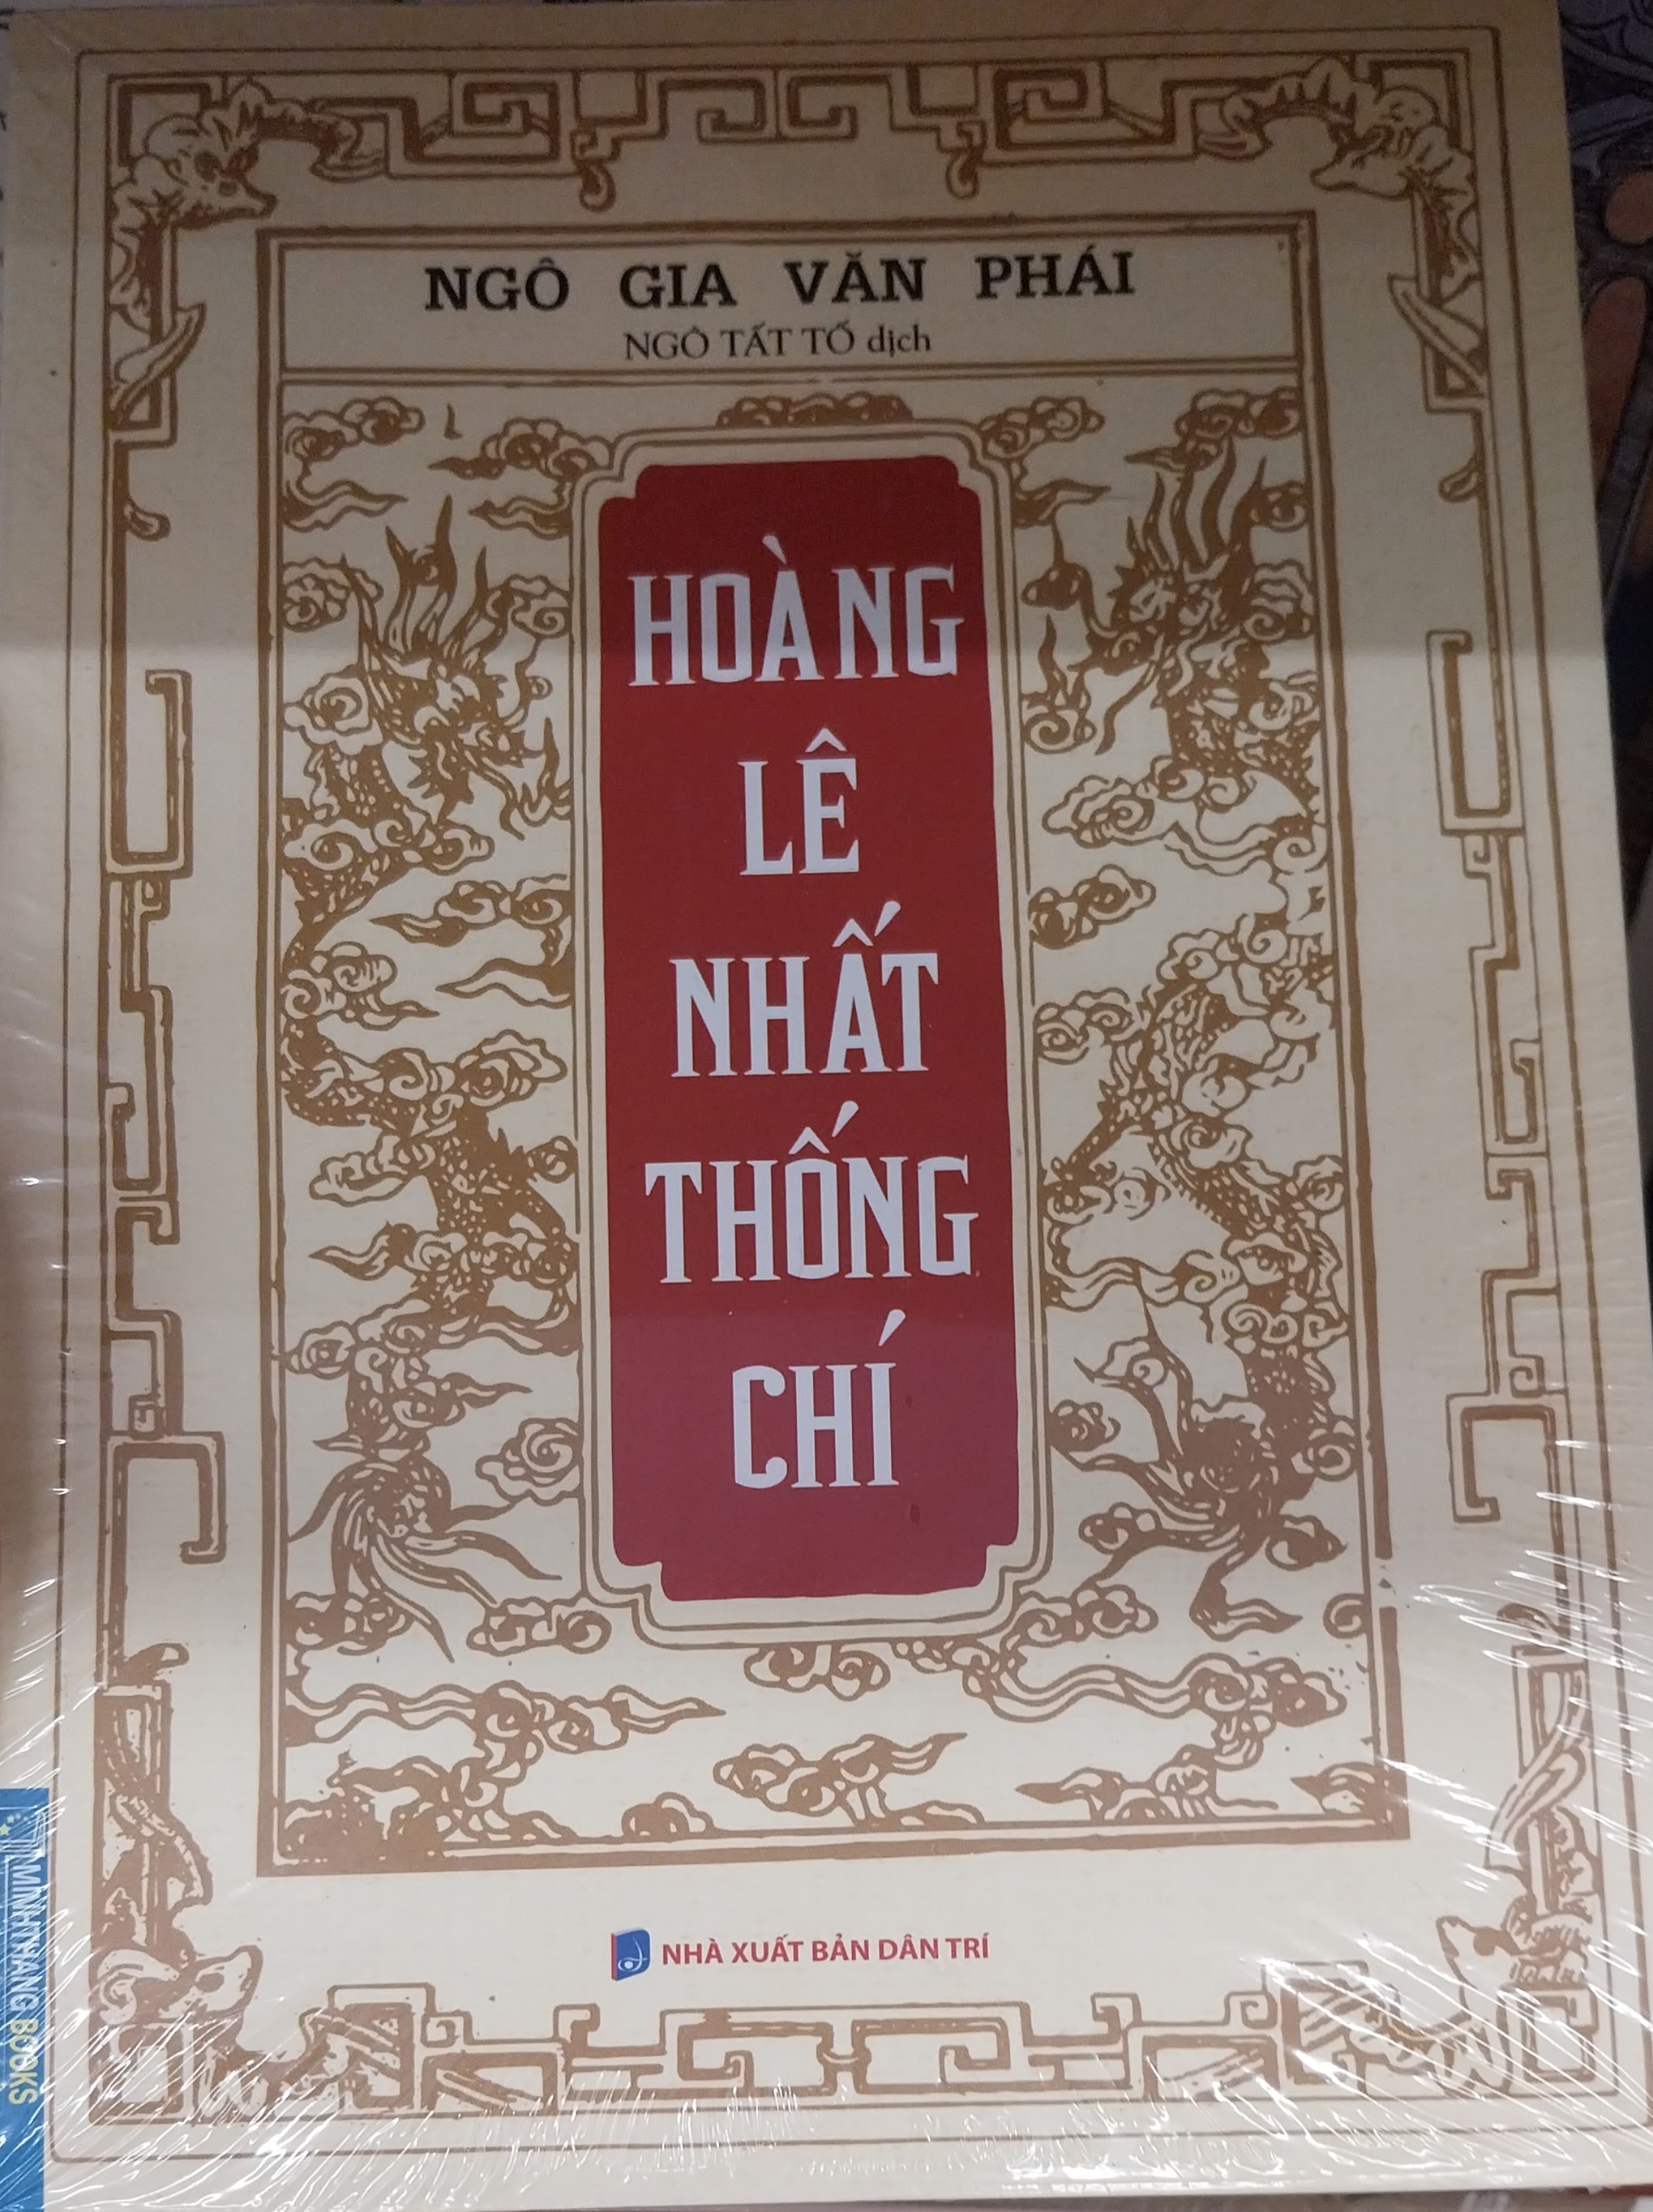 NGÔ GIA VĂN PHÁI
NGÔ TẤT TỐ dịch
HOÀNG
LÊ
NHẤT
THỐNG
CHÍ
NHÀ XUẤT BẢN DÂN TRÍ
MINHTHANG BOOKS